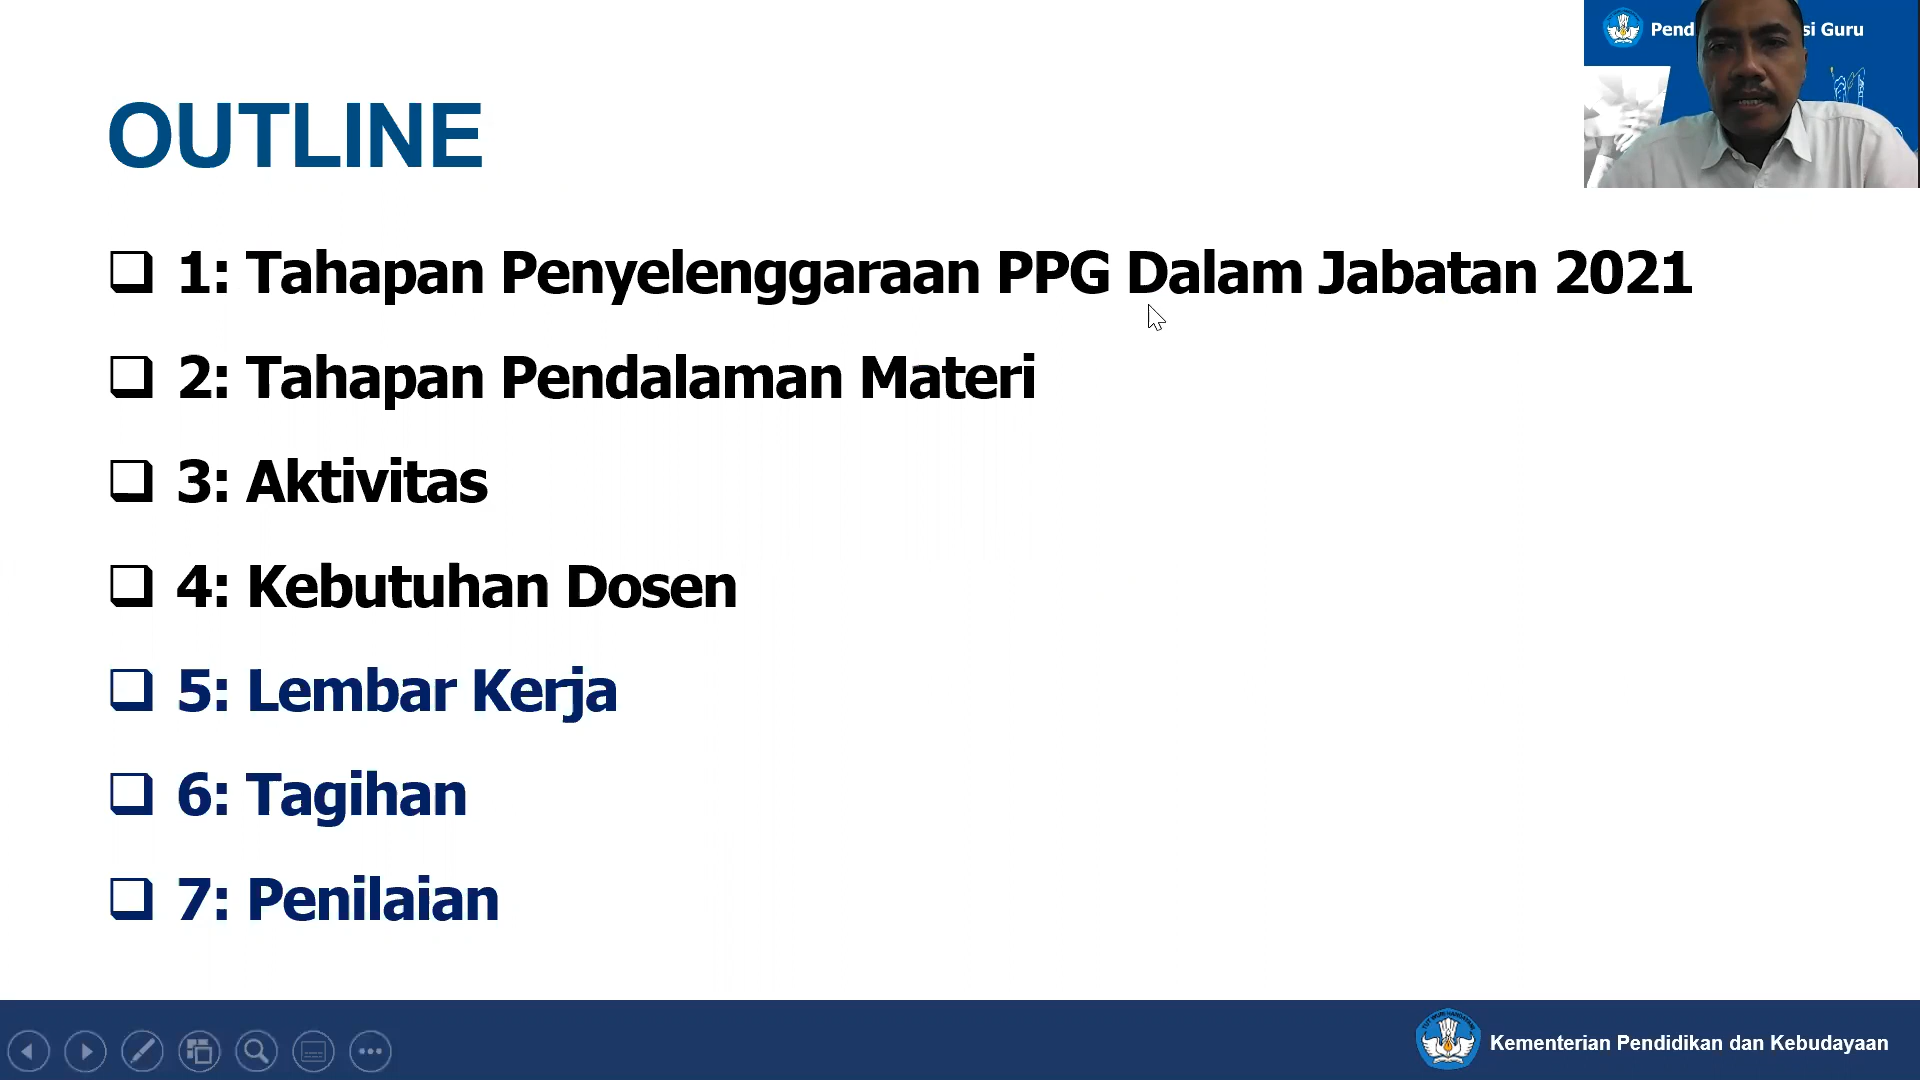 Pend si Guru
OUTLINE
1: Tahapan Penyelenggaraan PPG Dalam Jabatan 2021
2: Tahapan Pendalaman Materi
3: Aktivitas
4: Kebutuhan Dosen
5: Lembar Kerja
6: Tagihan
7: Penilaian
Kementerian Pendidikan dan Kebudayaan